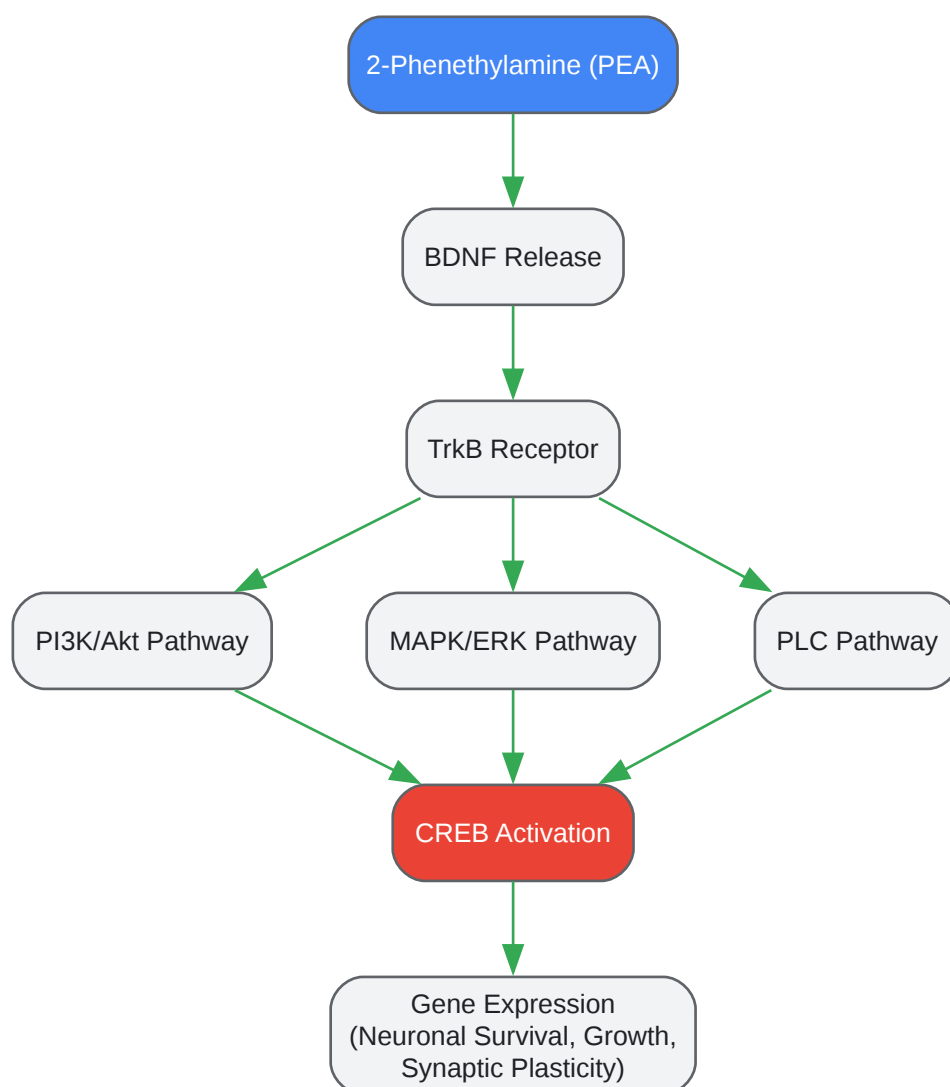 2-Phenethylamine (PEA)
BDNF Release
TrkB Receptor
PI3K/Akt Pathway
MAPK/ERK Pathway
PLC Pathway
CREB Activation
Gene Expression
(Neuronal Survival, Growth,
Synaptic Plasticity)